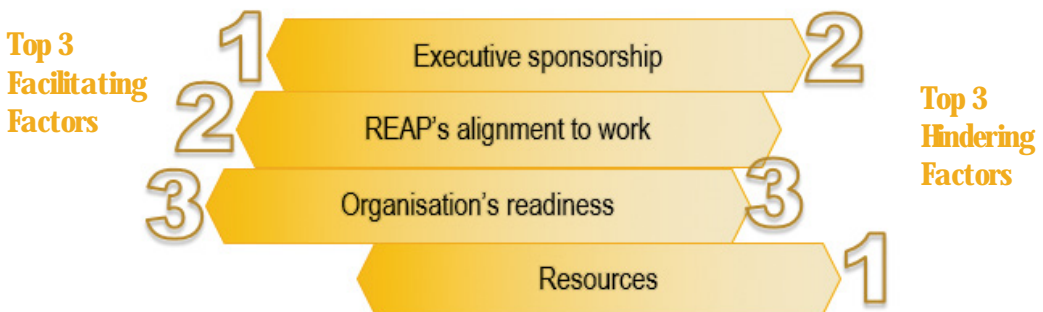 Top 3
Facilitating
Factors
1
Executive sponsorship
2
2
REAP's alignment to work
3
Organisation's readiness
3
Resources
1
Top 3
Hindering
Factors